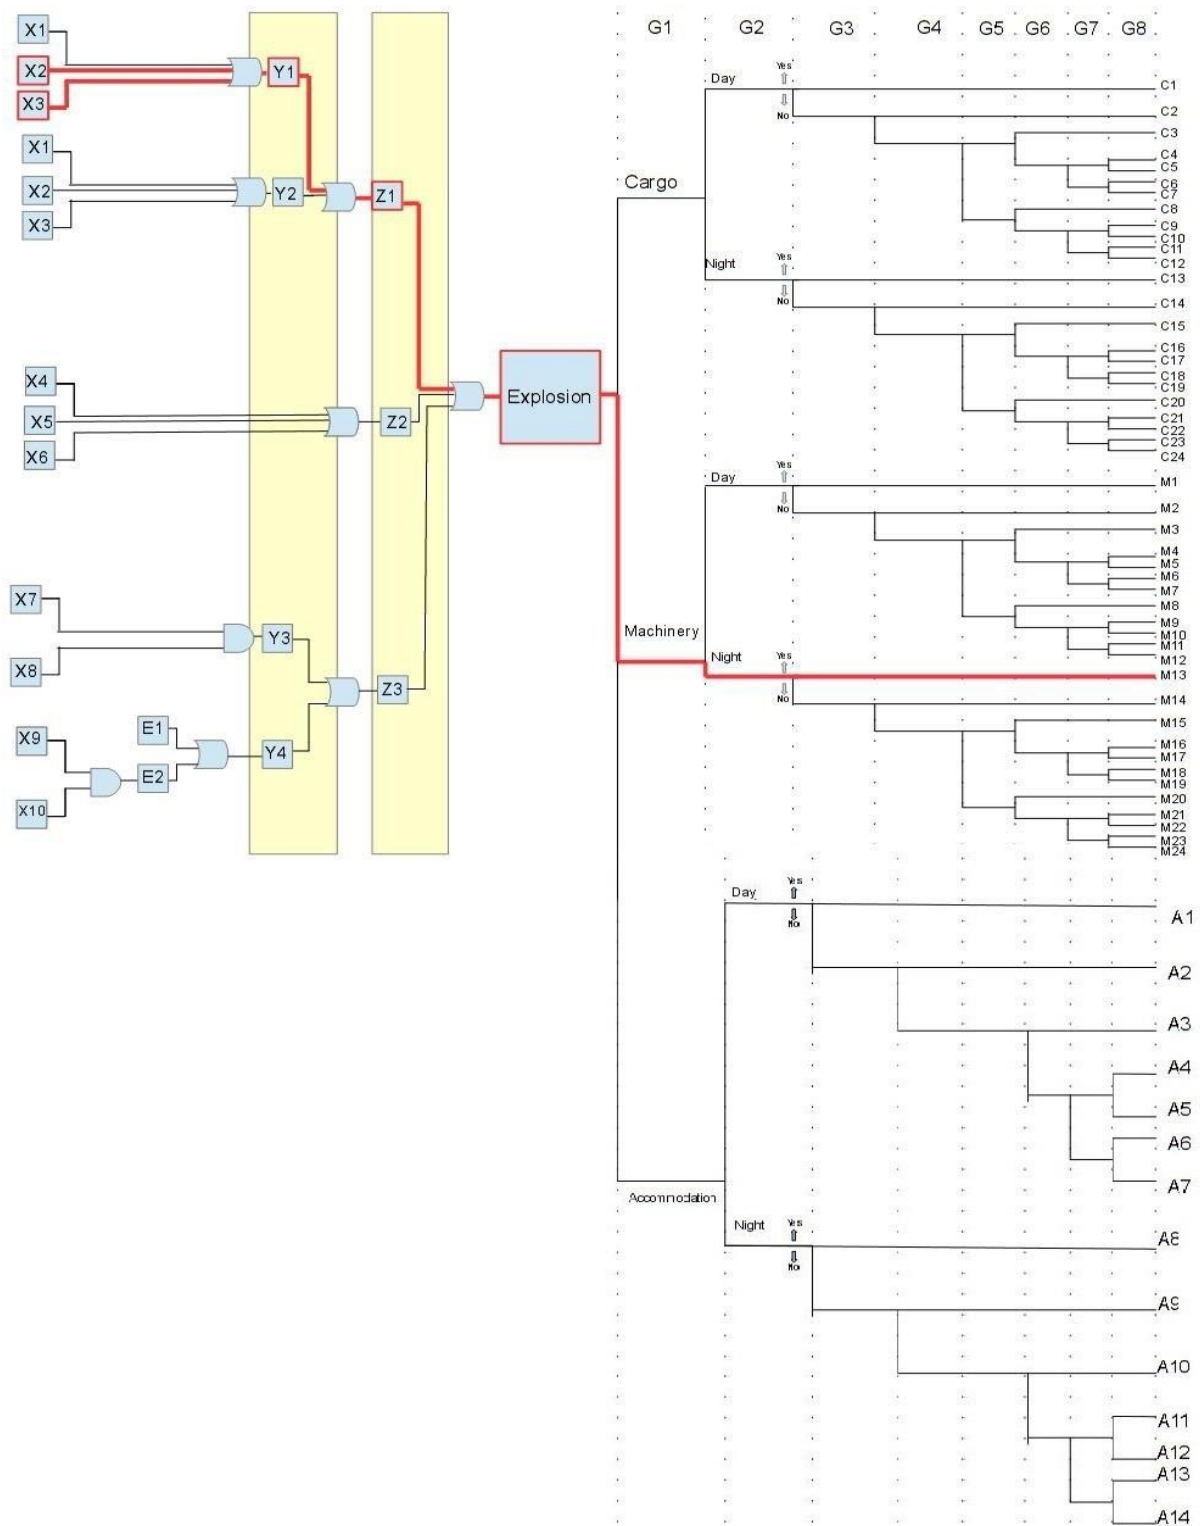 G1 G2 G3 G4 G5 G6 G7 G8
X1
X2
X3
Y1
X1
X2
X3
Y2
Z1
X4
X5
X6
Z2
Explosion
X7
X8
Y3
Z3
X9
X10
E1
E2
Y4
Cargo
Day
Yes
No
C1
C2
C3
C4
C5
C6
C7
C8
C9
C10
C11
C12
Night
Yes
No
C13
C14
C15
C16
C17
C18
C19
C20
C21
C22
C23
C24
Machinery
Day
Yes
No
M1
M2
M3
M4
M5
M6
M7
M8
M9
M10
M11
M12
Night
Yes
No
M13
M14
M15
M16
M17
M18
M19
M20
M21
M22
M23
M24
Accommodation
Day
Yes
No
A1
A2
A3
A4
A5
A6
A7
Night
Yes
No
A8
A9
A10
A11
A12
A13
A14